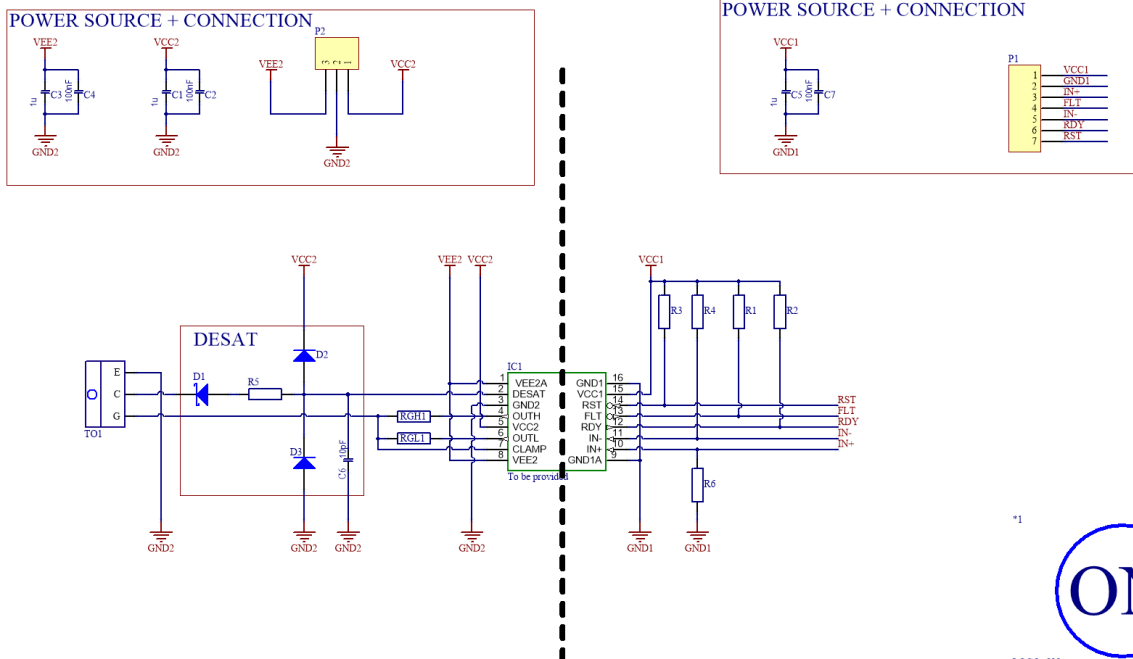 POWER SOURCE + CONNECTION
POWER SOURCE + CONNECTION
VEE2
VCC2
P2
VEE2
VCC2
3 2 1
1u
C3
100nF
C4
1u
C1
100nF
C2
GND2
GND2
GND2
VCC1
1u
C5
100nF
C7
GND1
P1
1 VCC1
2 GND1
3 IN+
4 FLT
5 IN-
6 RDY
7 RST
VCC2
VEE2 VCC2
VCC1
DESAT
D2
R3
R4
R1
R2
E
C
G
TO1
D1
R5
D3
10pF
C6
RGH1
RGL1
IC1
1 VEE2A GND1 16
2 DESAT VCC1 15
3 GND2 RST 14
4 OUTH FLT 13
5 VCC2 RDY 12
6 OUTL IN- 11
7 CLAMP IN+ 10
8 VEE2 GND1A 9
To be provided
RST
FLT
RDY
IN-
IN+
R6
GND2
GND2
GND2
GND2
GND1
GND1
*1